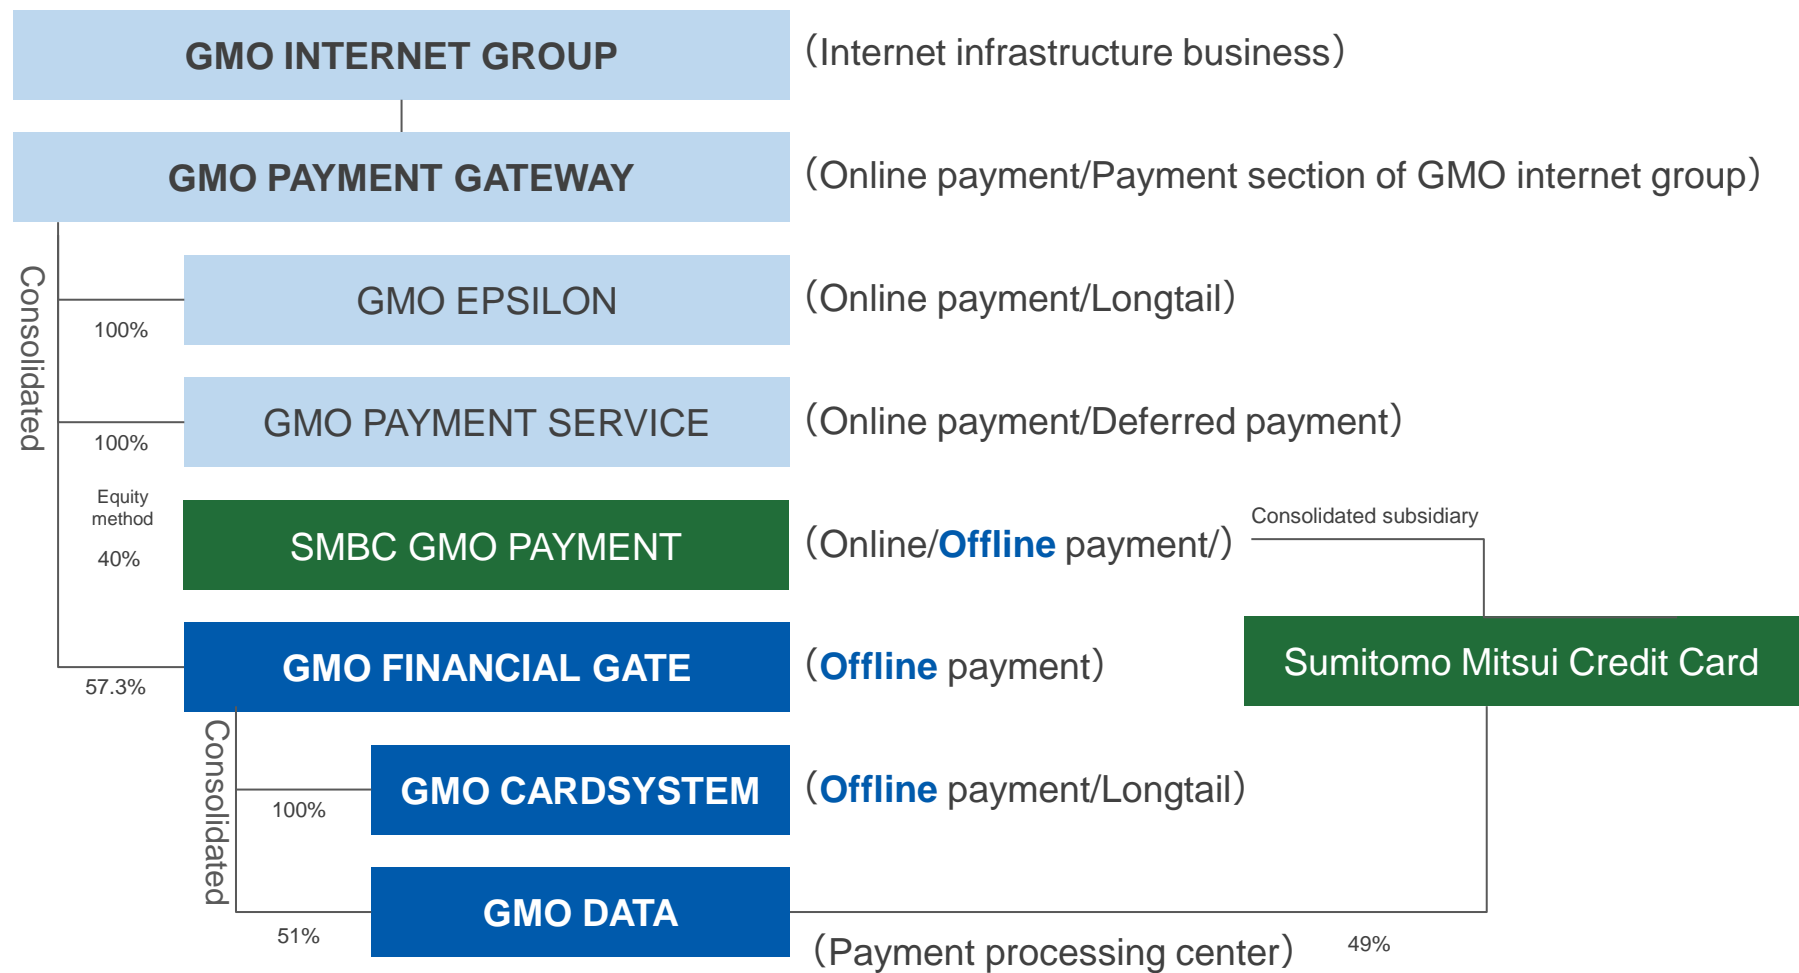 GMO INTERNET GROUP
（Internet infrastructure business）
GMO PAYMENT GATEWAY
（Online payment/Payment section of GMO internet group）
Consolidated
GMO EPSILON
（Online payment/Longtail）
100%
GMO PAYMENT SERVICE
（Online payment/Deferred payment）
100%
Equity
method
40%
SMBC GMO PAYMENT
（Online/Offline payment/）
Consolidated subsidiary
GMO FINANCIAL GATE
（Offline payment）
Sumitomo Mitsui Credit Card
57.3%
Consolidated
GMO CARDSYSTEM
（Offline payment/Longtail）
100%
GMO DATA
51%
（Payment processing center）
49%